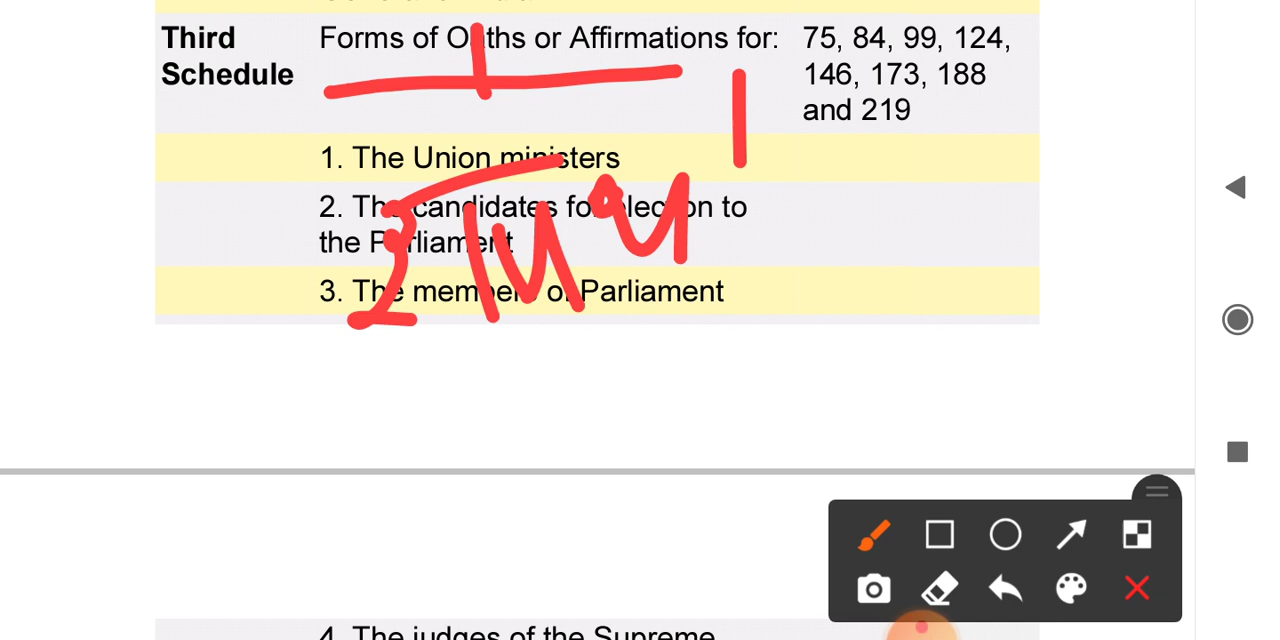 Third Schedule
Forms of Oaths or Affirmations for:
75, 84, 99, 124,
146, 173, 188
and 219
1. The Union ministers
2. The candidates for election to
the Parliament
3. The members of Parliament
4. The judges of the Supreme